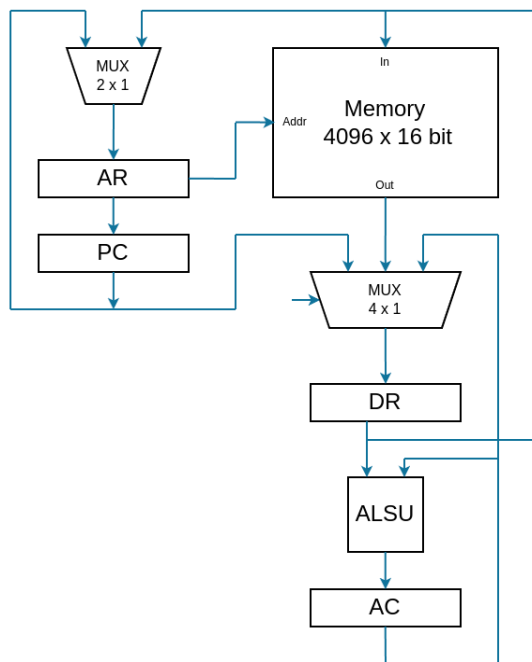 MUX
2 x 1
In
Memory
Addr
4096 x 16 bit
AR
Out
PC
MUX
4 x 1
DR
ALSU
AC